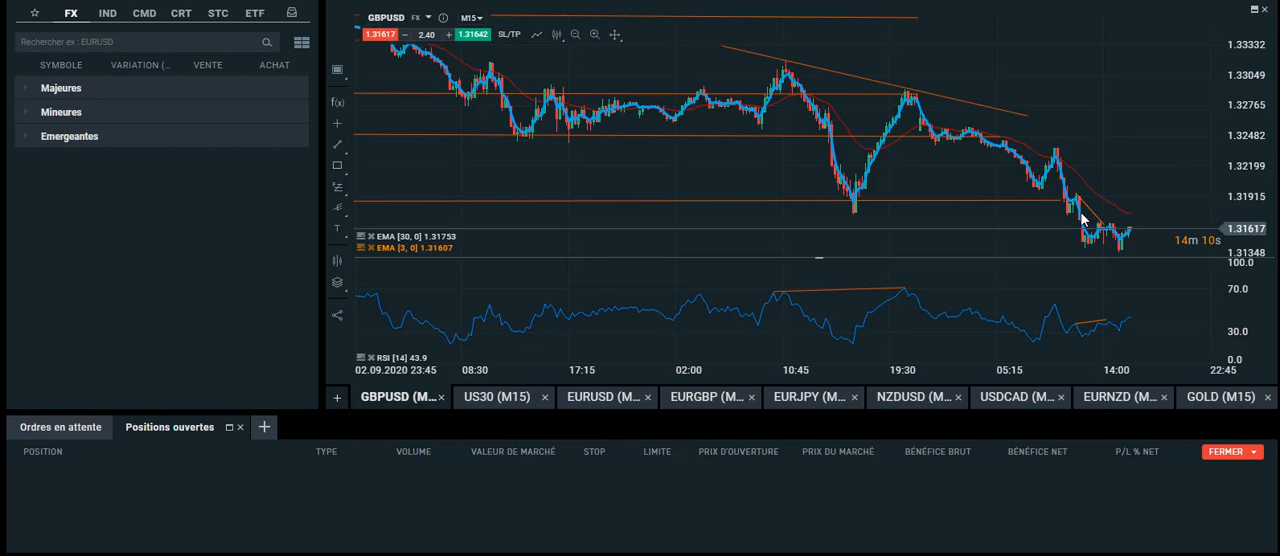 FX IND CMD CRT STC ETF
Rechercher ex : EURUSD
SYMBOLE VARIATION (... VENTE ACHAT
Majeures
Mineures
Emergeantes
GBPUSD FX M15
1.31617 − 2.40 + 1.31642 SL/TP
f(x)
T
1.33332
1.33049
1.32765
1.32482
1.32199
1.31915
1.31617
14m 10s
1.31348
EMA [30, 0] 1.31753
EMA [3, 0] 1.31607
100.0
70.0
30.0
0.0
RSI [14] 43.9
02.09.2020 23:45 08:30 17:15 02:00 10:45 19:30 05:15 14:00 22:45
+ GBPUSD (M... × US30 (M15) × EURUSD (M... × EURGBP (M... × EURJPY (M... × NZDUSD (M... × USDCAD (M... × EURNZD (M... × GOLD (M15) ×
Ordres en attente Positions ouvertes × +
POSITION TYPE VOLUME VALEUR DE MARCHÉ STOP LIMITE PRIX D'OUVERTURE PRIX DU MARCHÉ BÉNÉFICE BRUT BÉNÉFICE NET P/L % NET FERMER